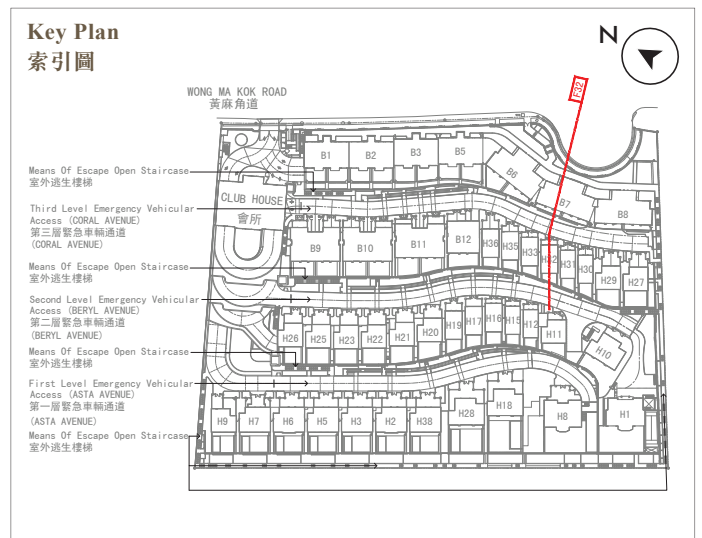 Key Plan
索引圖
N
F32
WONG MA KOK ROAD
黃麻角道
Means Of Escape Open Staircase
室外逃生樓梯
CLUB HOUSE
會所
Third Level Emergency Vehicular
Access (CORAL AVENUE)
第三層緊急車輛通道
(CORAL AVENUE)
Means Of Escape Open Staircase
室外逃生樓梯
Second Level Emergency Vehicular
Access (BERYL AVENUE)
第二層緊急車輛通道
(BERYL AVENUE)
Means Of Escape Open Staircase
室外逃生樓梯
First Level Emergency Vehicular
Access (ASTA AVENUE)
第一層緊急車輛通道
(ASTA AVENUE)
Means Of Escape Open Staircase
室外逃生樓梯
B1 B2 B3 B5 B6 B7 B8
B9 B10 B11 B12 H36 H35 H33 H32 H31 H30 H29 H27
H26 H25 H23 H22 H21 H20 H19 H17 H16 H15 H12 H11 H10
H9 H7 H6 H5 H3 H2 H38 H28 H18 H8 H1